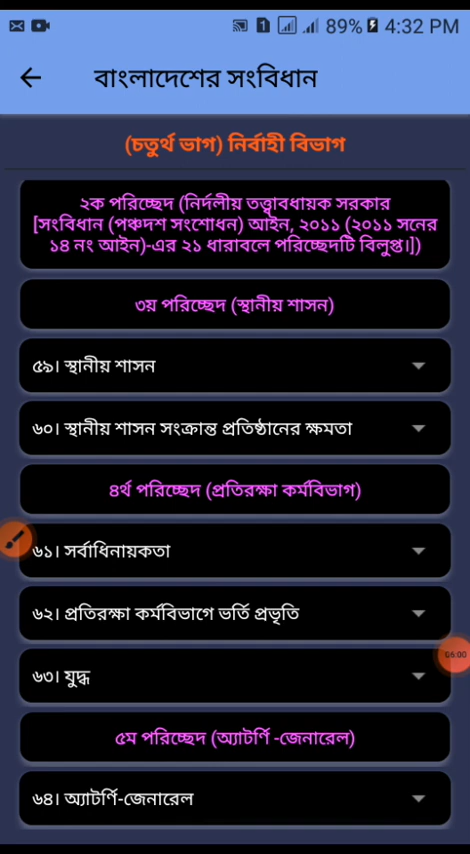 89% 4:32 PM
বাংলাদেশের সংবিধান
(চতুর্থ ভাগ) নির্বাহী বিভাগ
২ক পরিচ্ছেদ (নির্দলীয় তত্ত্বাবধায়ক সরকার
[সংবিধান (পঞ্চদশ সংশোধন) আইন, ২০১১ (২০১১ সনের
১৪ নং আইন)-এর ২১ ধারাবলে পরিচ্ছেদটি বিলুপ্ত।])
৩য় পরিচ্ছেদ (স্থানীয় শাসন)
৫৯। স্থানীয় শাসন
৬০। স্থানীয় শাসন সংক্রান্ত প্রতিষ্ঠানের ক্ষমতা
৪র্থ পরিচ্ছেদ (প্রতিরক্ষা কর্মবিভাগ)
৬১। সর্বাধিনায়কতা
৬২। প্রতিরক্ষা কর্মবিভাগে ভর্তি প্রভৃতি
06:00
৬৩। যুদ্ধ
৫ম পরিচ্ছেদ (অ্যাটর্ণি -জেনারেল)
৬৪। অ্যাটর্ণি-জেনারেল